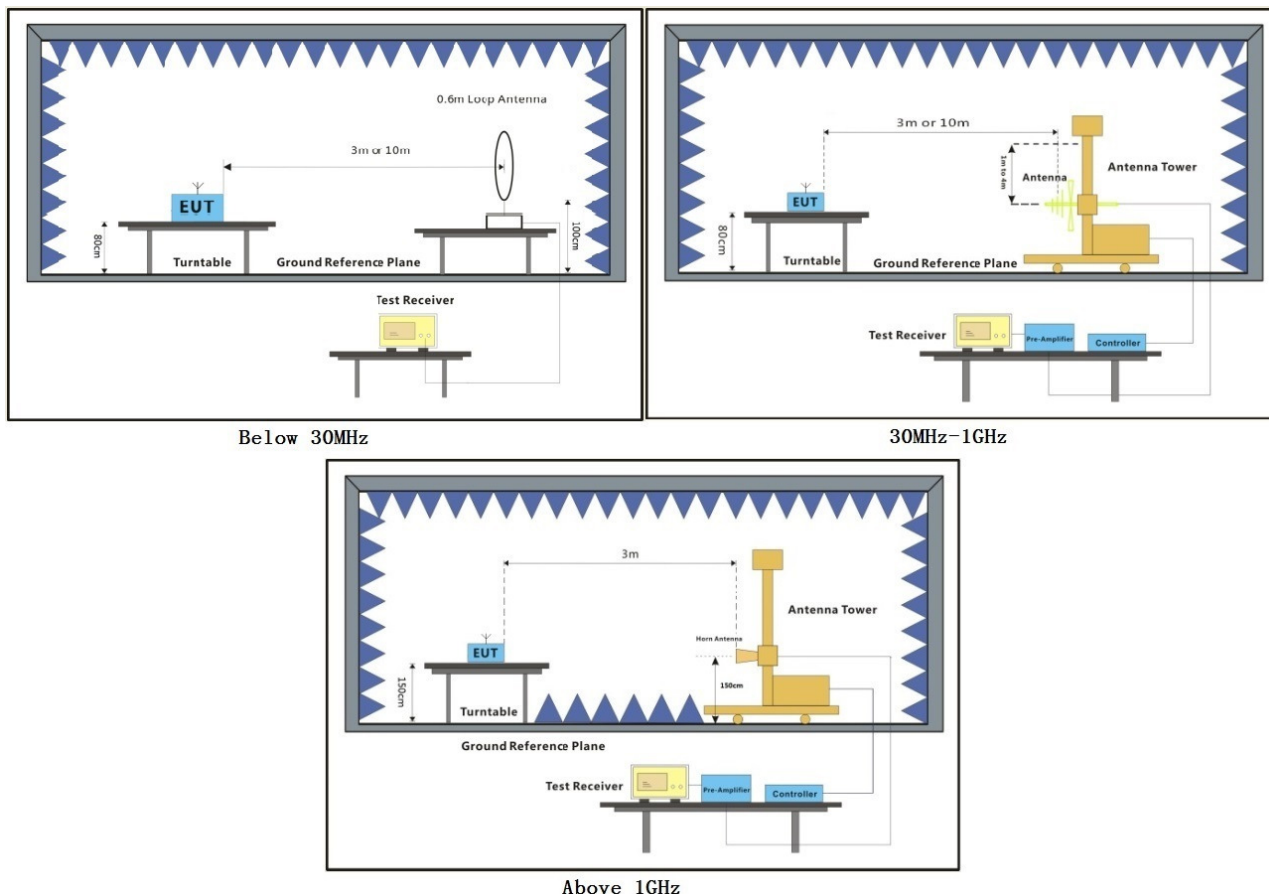 0.6m Loop Antenna
3m or 10m
EUT
80cm
100cm
Turntable
Ground Reference Plane
Test Receiver
Below 30MHz
3m or 10m
1m to 4m
Antenna
Antenna Tower
EUT
80cm
Turntable
Ground Reference Plane
Test Receiver
Pre-Amplifier
Controller
30MHz-1GHz
3m
Antenna Tower
Horn Antenna
EUT
150cm
150cm
Turntable
Ground Reference Plane
Test Receiver
Pre-Amplifier
Controller
Above 1GHz